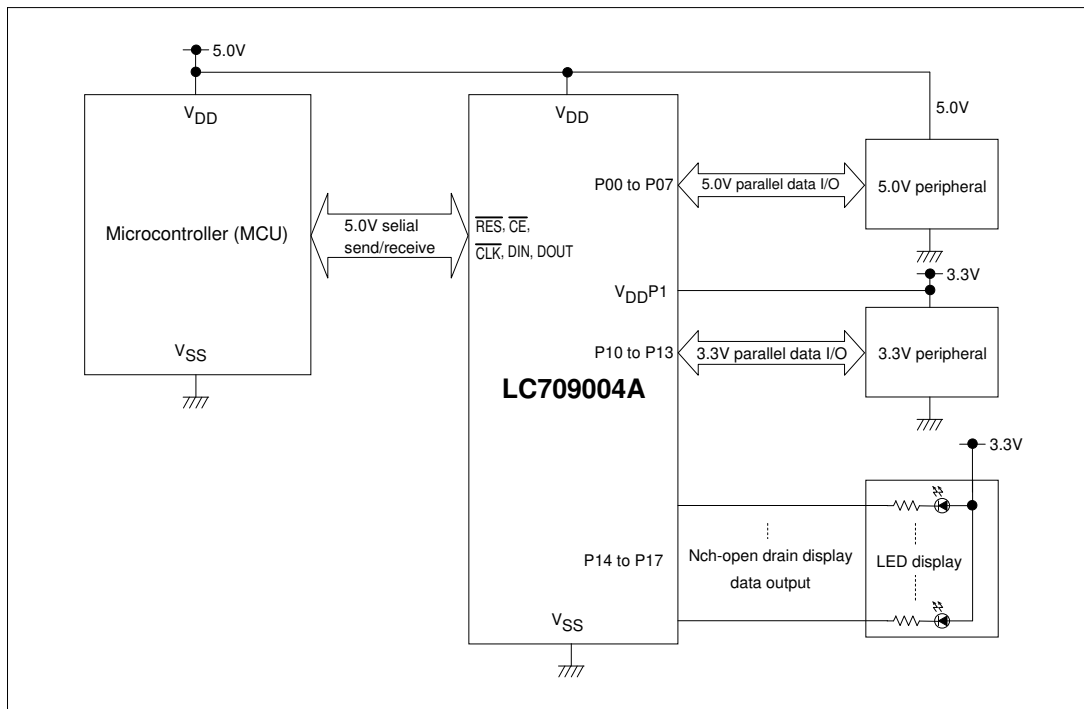 5.0V
VDD
VDD
5.0V
P00 to P07
5.0V parallel data I/O
5.0V peripheral
Microcontroller (MCU)
5.0V selial
send/receive
RES, CE,
CLK, DIN, DOUT
3.3V
VDDP1
VSS
P10 to P13
3.3V parallel data I/O
3.3V peripheral
LC709004A
3.3V
P14 to P17
Nch-open drain display
data output
LED display
VSS